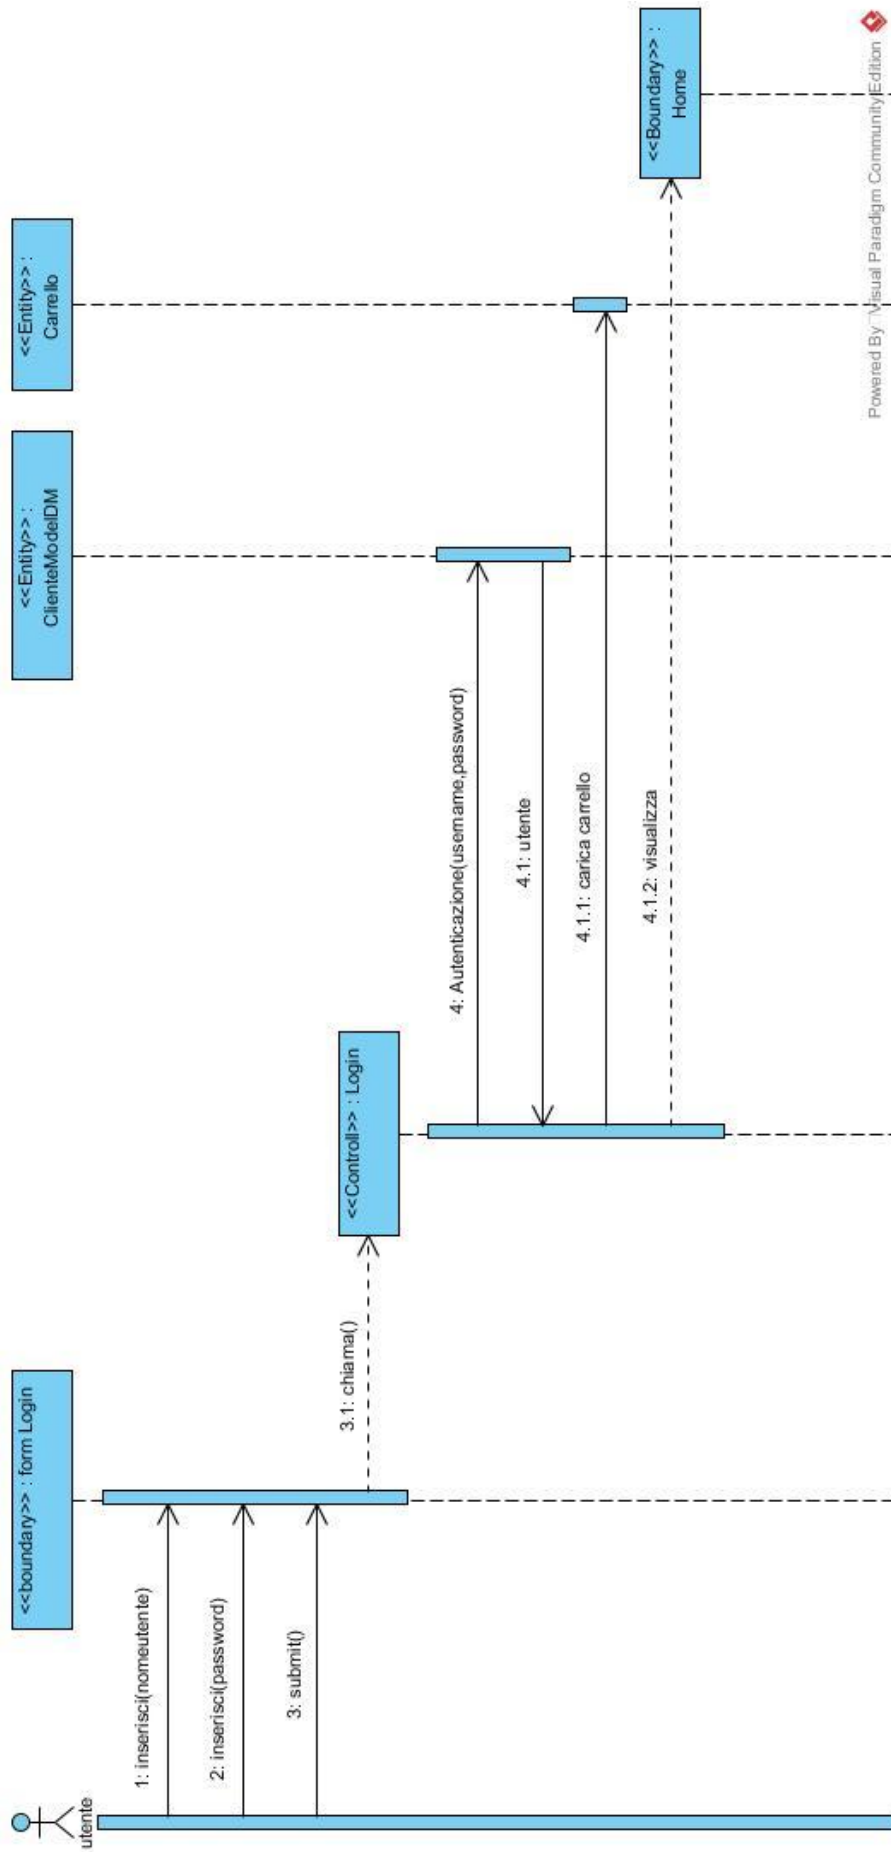 utente
<<boundary>> : form Login
<<Entity>> :
ClienteModelDM
<<Entity>> :
Carrello
1: inserisci(nomeutente)
2: inserisci(password)
3: submit()
3.1: chiama()
<<Controll>> : Login
4: Autenticazione(username,password)
4.1: utente
4.1.1: carica carrello
4.1.2: visualizza
<<Boundary>> :
Home
Powered By Visual Paradigm Community Edition